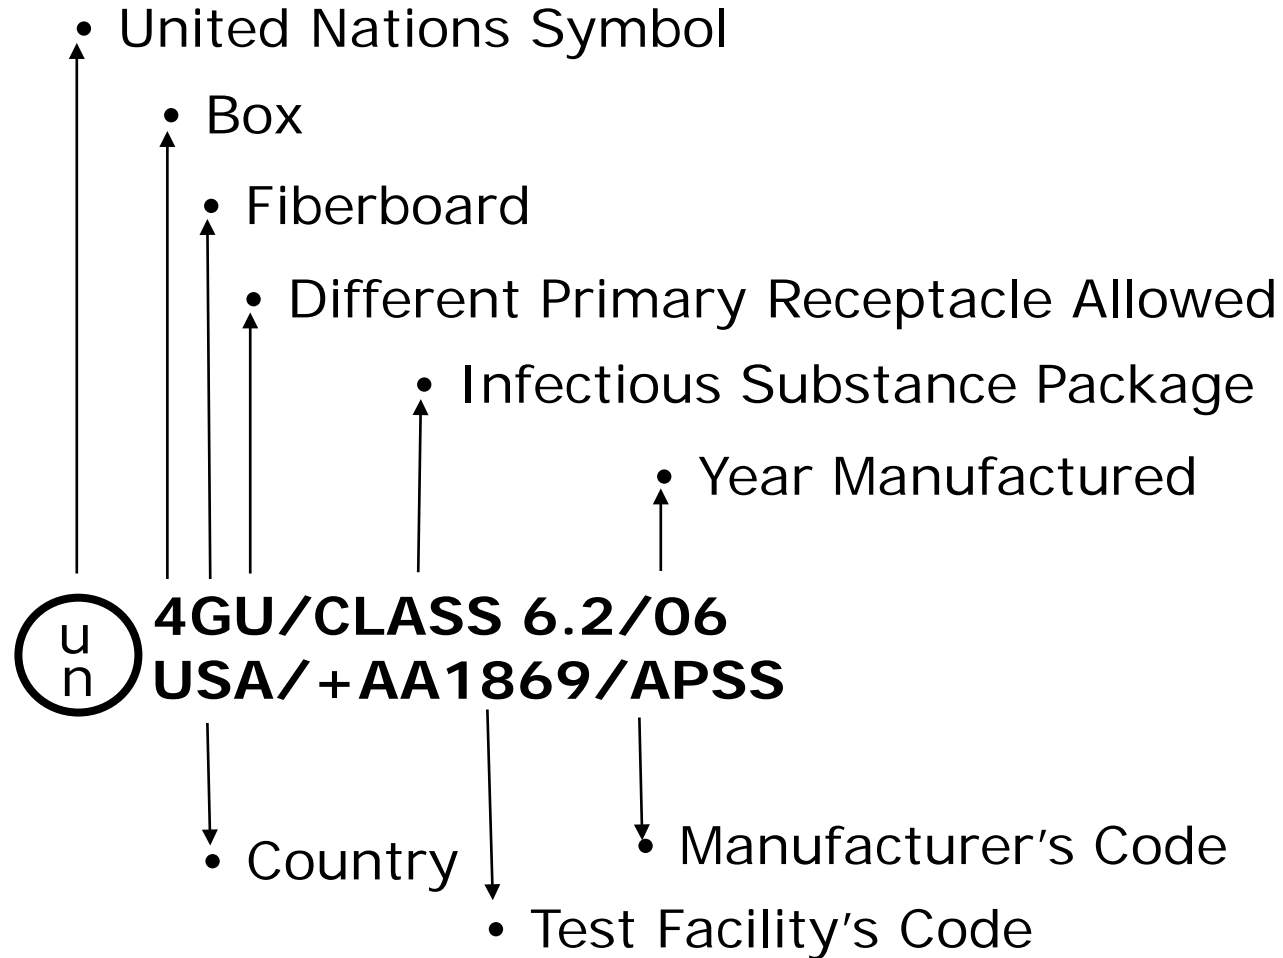 • United Nations Symbol
• Box
• Fiberboard
• Different Primary Receptacle Allowed
• Infectious Substance Package
• Year Manufactured
u
n
4GU/CLASS 6.2/06
USA/+AA1869/APSS
• Manufacturer's Code
• Country
• Test Facility's Code